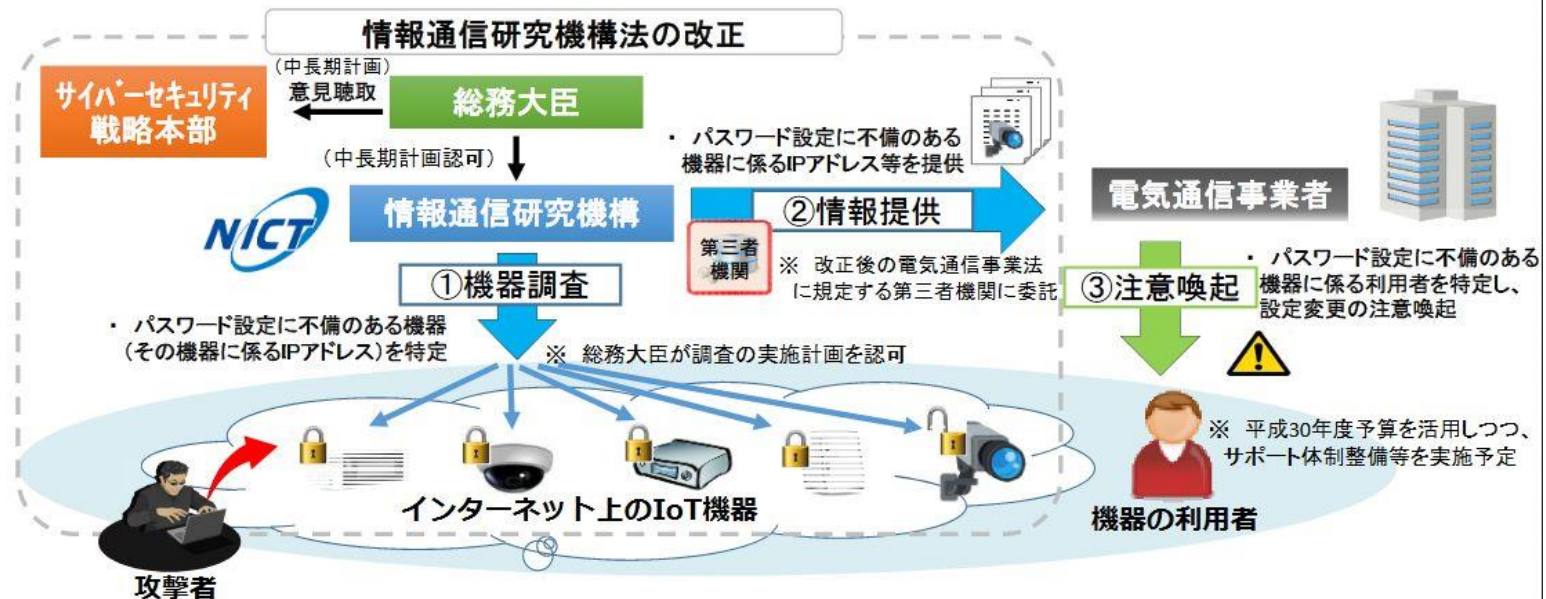 情報通信研究機構法の改正
サイバーセキュリティ
戦略本部
（中長期計画）
意見聴取
総務大臣
（中長期計画認可）
・ パスワード設定に不備のある
機器に係るIPアドレス等を提供
NICT
情報通信研究機構
②情報提供
電気通信事業者
第三者
機関
※ 改正後の電気通信事業法
に規定する第三者機関に委託
①機器調査
・ パスワード設定に不備のある機器
（その機器に係るIPアドレス）を特定
※ 総務大臣が調査の実施計画を認可
③注意喚起
・ パスワード設定に不備のある
機器に係る利用者を特定し、
設定変更の注意喚起
※ 平成30年度予算を活用しつつ、
サポート体制整備等を実施予定
インターネット上のIoT機器
機器の利用者
攻撃者